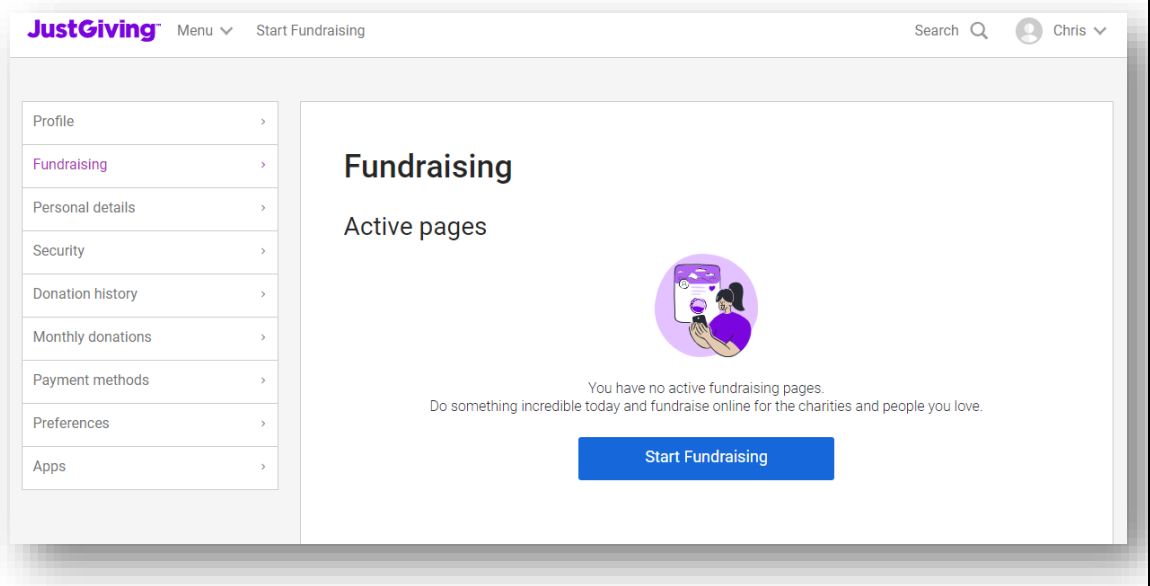 JustGiving™ Menu Start Fundraising Search Chris
Profile
Fundraising
Personal details
Security
Donation history
Monthly donations
Payment methods
Preferences
Apps
Fundraising
Active pages
You have no active fundraising pages.
Do something incredible today and fundraise online for the charities and people you love.
Start Fundraising